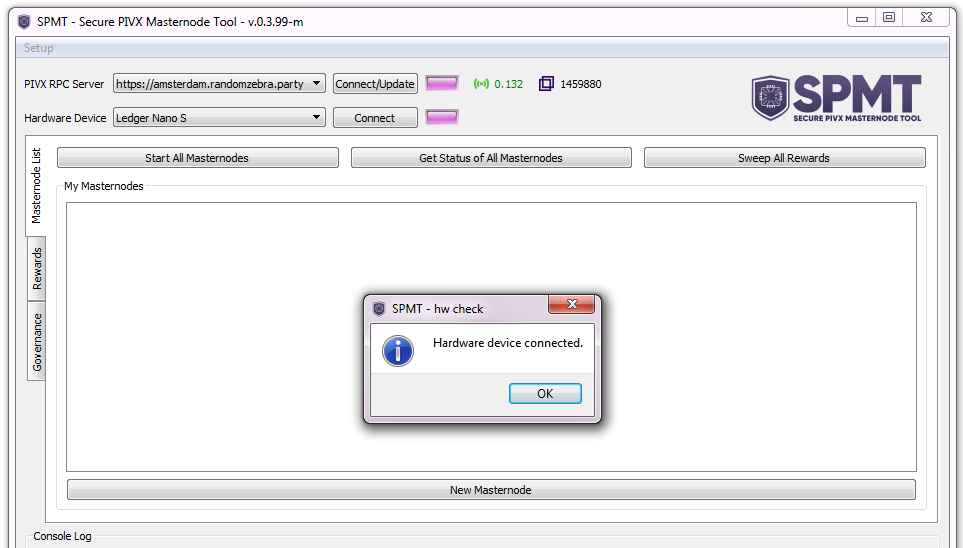 SPMT - Secure PIVX Masternode Tool - v.0.3.99-m
Setup
PIVX RPC Server https://amsterdam.randomzebra.party Connect/Update 0.132 1459880
Hardware Device Ledger Nano S Connect
SPMT
SECURE PIVX MASTERNODE TOOL
Masternode List
Rewards
Governance
Start All Masternodes Get Status of All Masternodes Sweep All Rewards
My Masternodes
SPMT - hw check
Hardware device connected.
OK
New Masternode
Console Log